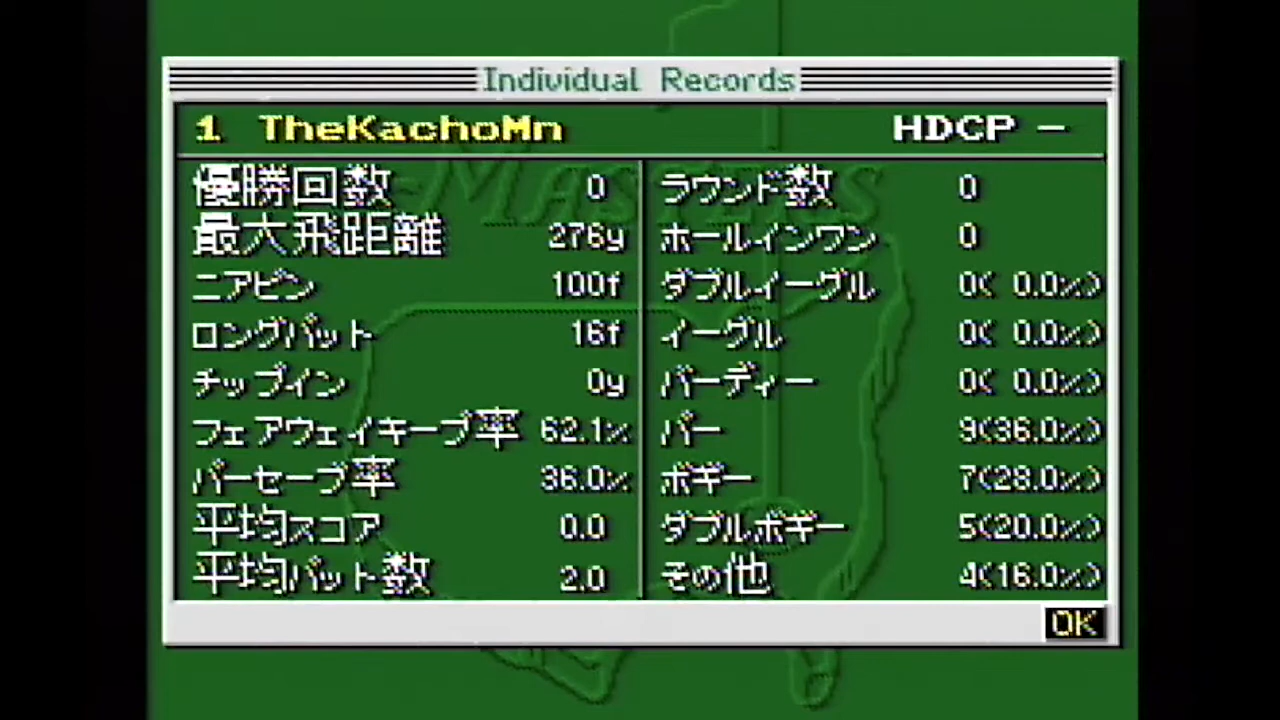 Individual Records
1 TheKachoMn HDCP −
優勝回数 0
最大飛距離 276y
ニアピン 100f
ロングパット 16f
チップイン 0y
フェアウェイキープ率 62.1%
パーセーブ率 36.0%
平均スコア 0.0
平均パット数 2.0
ラウンド数 0
ホールインワン 0
ダブルイーグル 0( 0.0%)
イーグル 0( 0.0%)
バーディー 0( 0.0%)
パー 9(36.0%)
ボギー 7(28.0%)
ダブルボギー 5(20.0%)
その他 4(16.0%)
OK